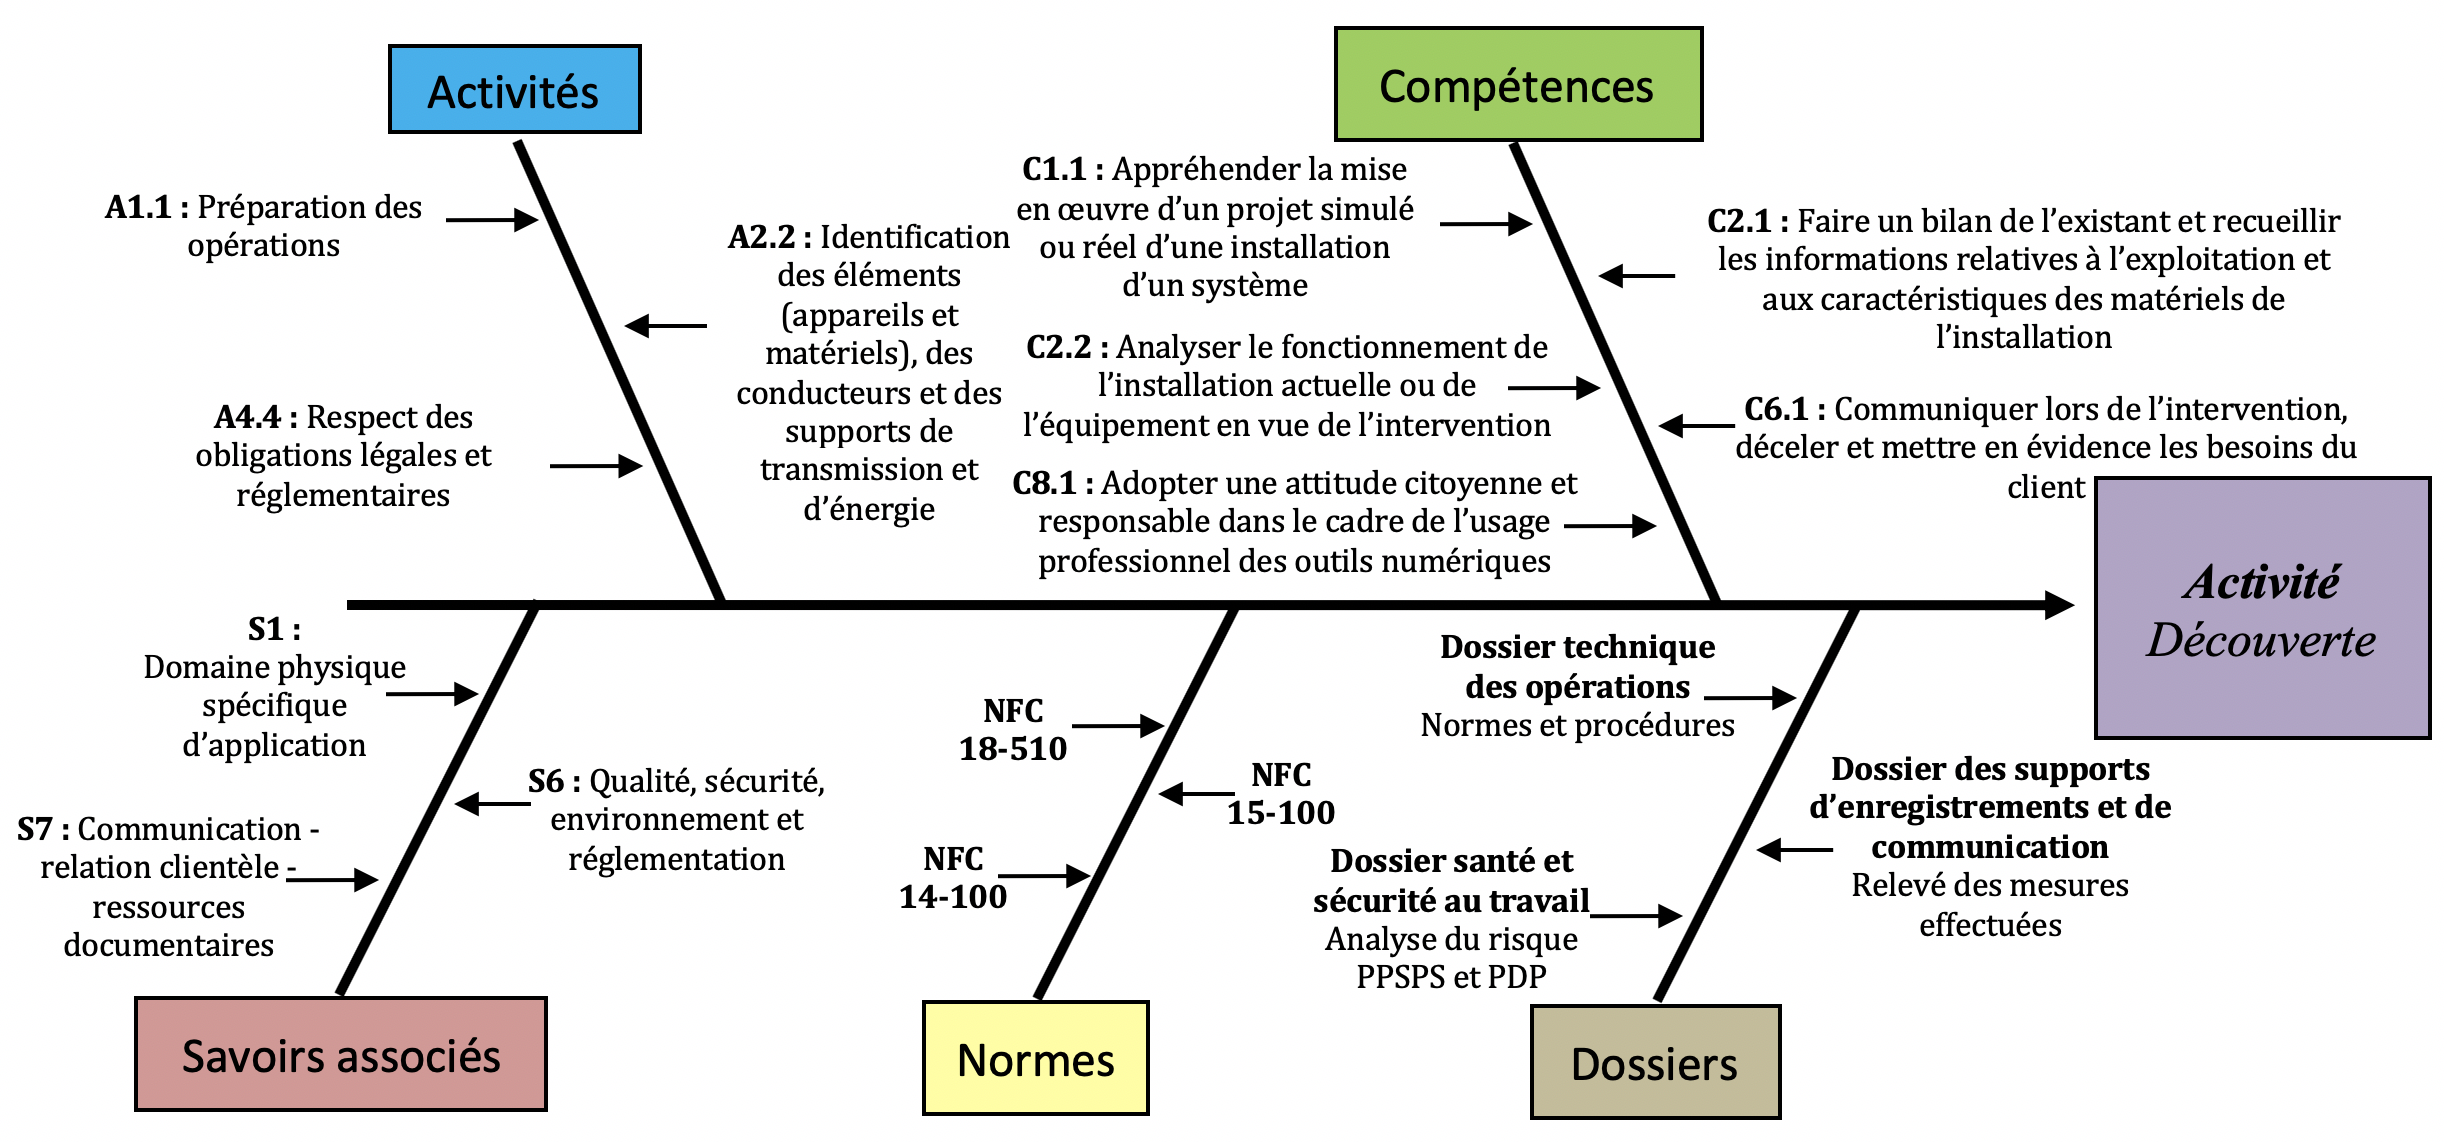 Activités
Compétences
A1.1 : Préparation des
opérations
A2.2 : Identification
des éléments
(appareils et
matériels), des
conducteurs et des
supports de
transmission et
d’énergie
A4.4 : Respect des
obligations légales et
réglementaires
C1.1 : Appréhender la mise
en œuvre d’un projet simulé
ou réel d’une installation
d’un système
C2.1 : Faire un bilan de l’existant et recueillir
les informations relatives à l’exploitation et
aux caractéristiques des matériels de
l’installation
C2.2 : Analyser le fonctionnement de
l’installation actuelle ou de
l’équipement en vue de l’intervention
C6.1 : Communiquer lors de l’intervention,
déceler et mettre en évidence les besoins du
client
C8.1 : Adopter une attitude citoyenne et
responsable dans le cadre de l’usage
professionnel des outils numériques
Activité
Découverte
S1 :
Domaine physique
spécifique
d’application
S6 : Qualité, sécurité,
environnement et
réglementation
S7 : Communication -
relation clientèle -
ressources
documentaires
NFC
18-510
NFC
15-100
NFC
14-100
Dossier technique
des opérations
Normes et procédures
Dossier des supports
d’enregistrements et de
communication
Relevé des mesures
effectuées
Dossier santé et
sécurité au travail
Analyse du risque
PPSPS et PDP
Savoirs associés
Normes
Dossiers